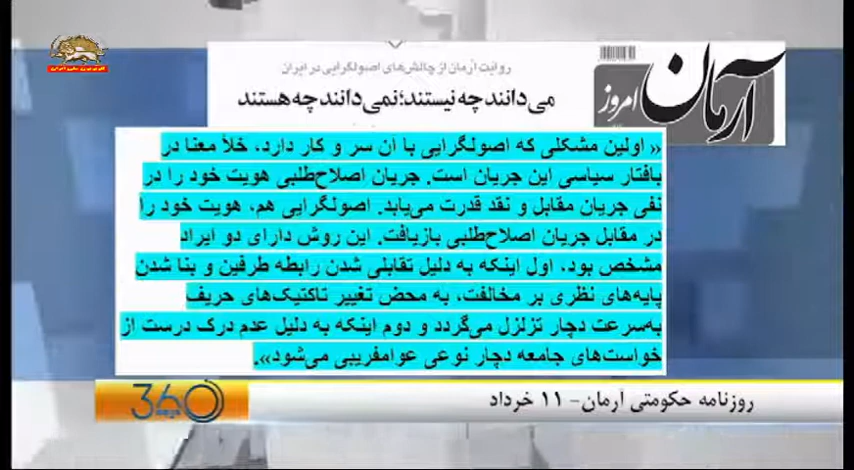 آرمان امروز
روایت آرمان از چالش‌های اصولگرایی در ایران
می‌دانند چه نیستند؛ نمی‌دانند چه هستند
« اولین مشکلی که اصولگرایی با آن سر و کار دارد، خلأ معنا در
بافتار سیاسی این جریان است. جریان اصلاح‌طلبی هویت خود را در
نفی جریان مقابل و نقد قدرت می‌یابد. اصولگرایی هم، هویت خود را
در مقابل جریان اصلاح‌طلبی بازیافت. این روش دارای دو ایراد
مشخص بود، اول اینکه به دلیل تقابلی شدن رابطه طرفین و بنا شدن
پایه‌های نظری بر مخالفت، به محض تغییر تاکتیک‌های حریف
به‌سرعت دچار تزلزل می‌گردد و دوم اینکه به دلیل عدم درک درست از
خواست‌های جامعه دچار نوعی عوامفریبی می‌شود».
روزنامه حکومتی آرمان- ۱۱ خرداد
360